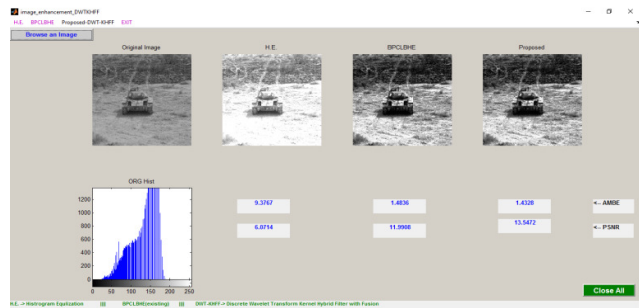 image_enhancement_DWTKHFF
H.E. BPCLBHE Proposed-DWT-KHFF EXIT
Browse an Image
Original Image H.E. BPCLBHE Proposed
ORG Hist
1200
1000
800
600
400
200
0
0 50 100 150 200 250
9.3767 1.4836 1.4328 <-- AMBE
6.0714 11.9908 13.5472 <-- PSNR
Close All
H.E. -> Histrogram Equlization ||| BPCLBHE(existing) ||| DWT-KHFF-> Discrete Wavelet Transform Kernel Hybrid Filter with Fusion